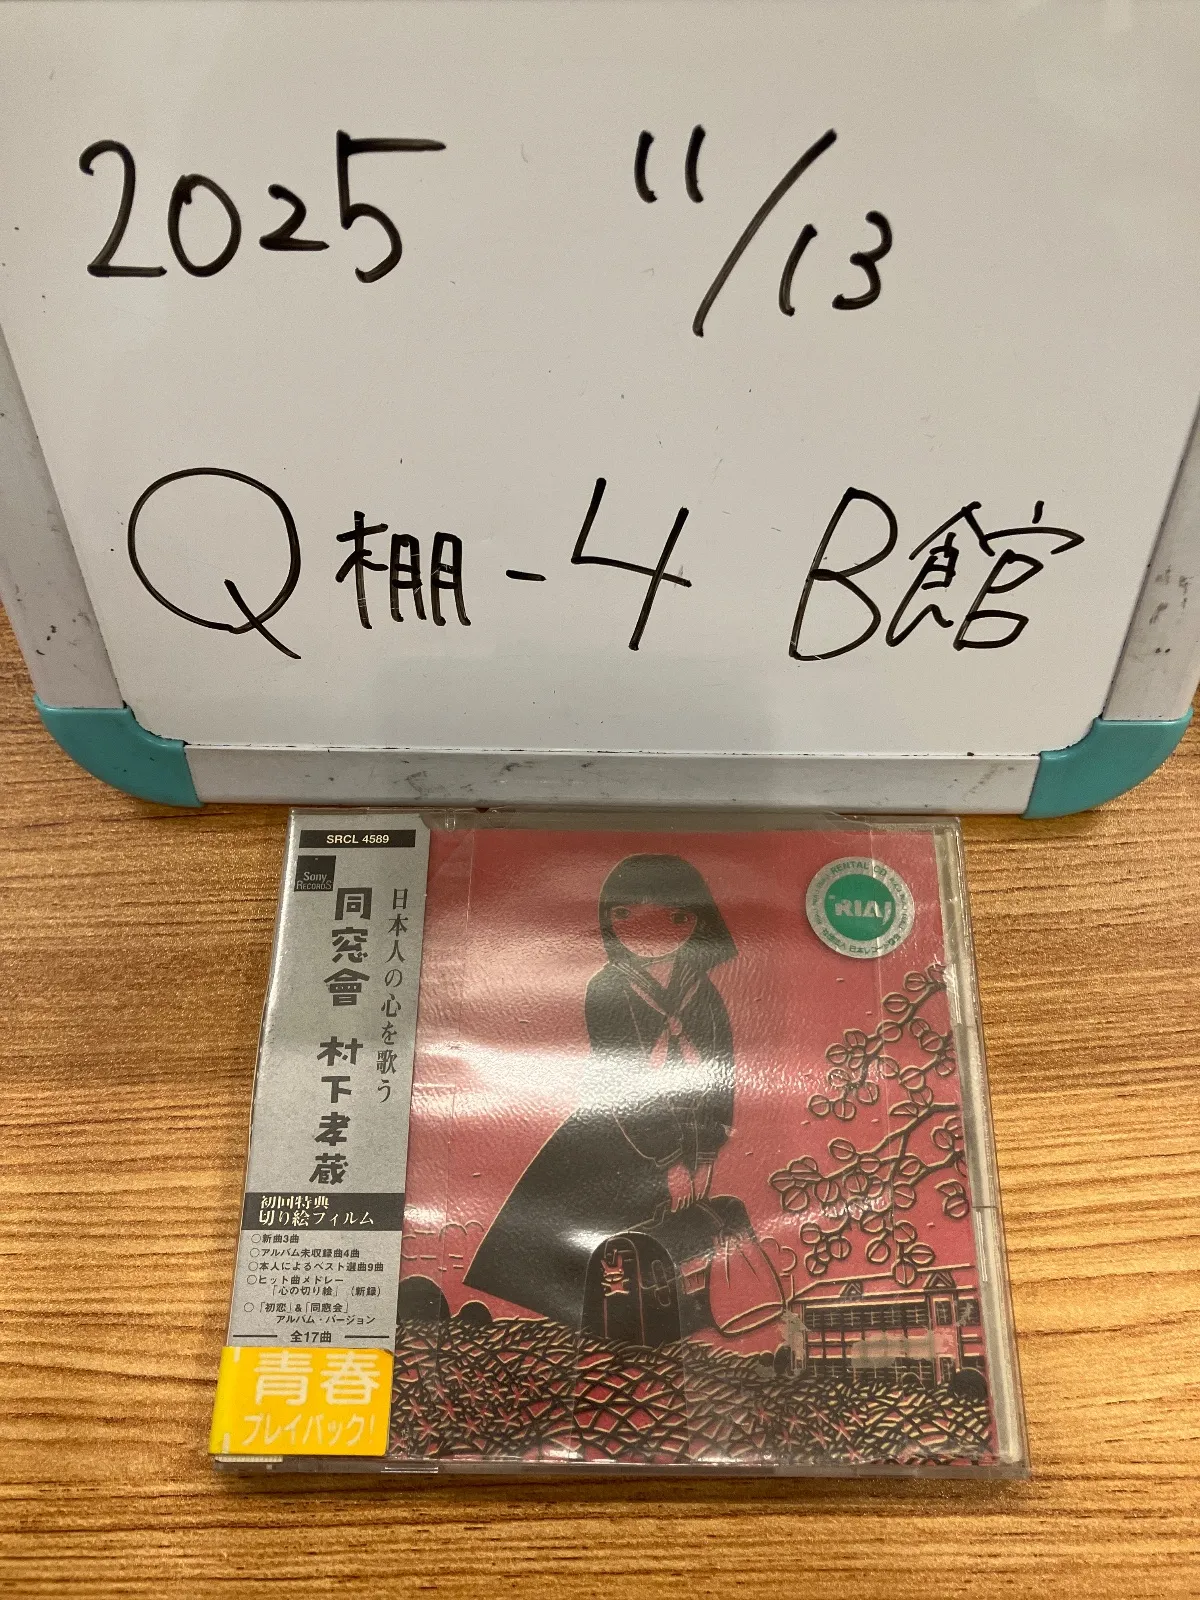 2025 11/13
Q棚-4 B館
SRCL 4589
Sony
RECORDS
日本人の心を歌う
同窓會 村下孝蔵
初回特典
切り絵フィルム
○新曲3曲
○アルバム未収録曲4曲
○本人によるベスト選曲9曲
○ヒット曲メドレー
「心の切り絵」(新録)
○「初恋」&「同窓会」
アルバム・バージョン
全17曲
青春
プレイバック!
RENTAL CD
RIAJ